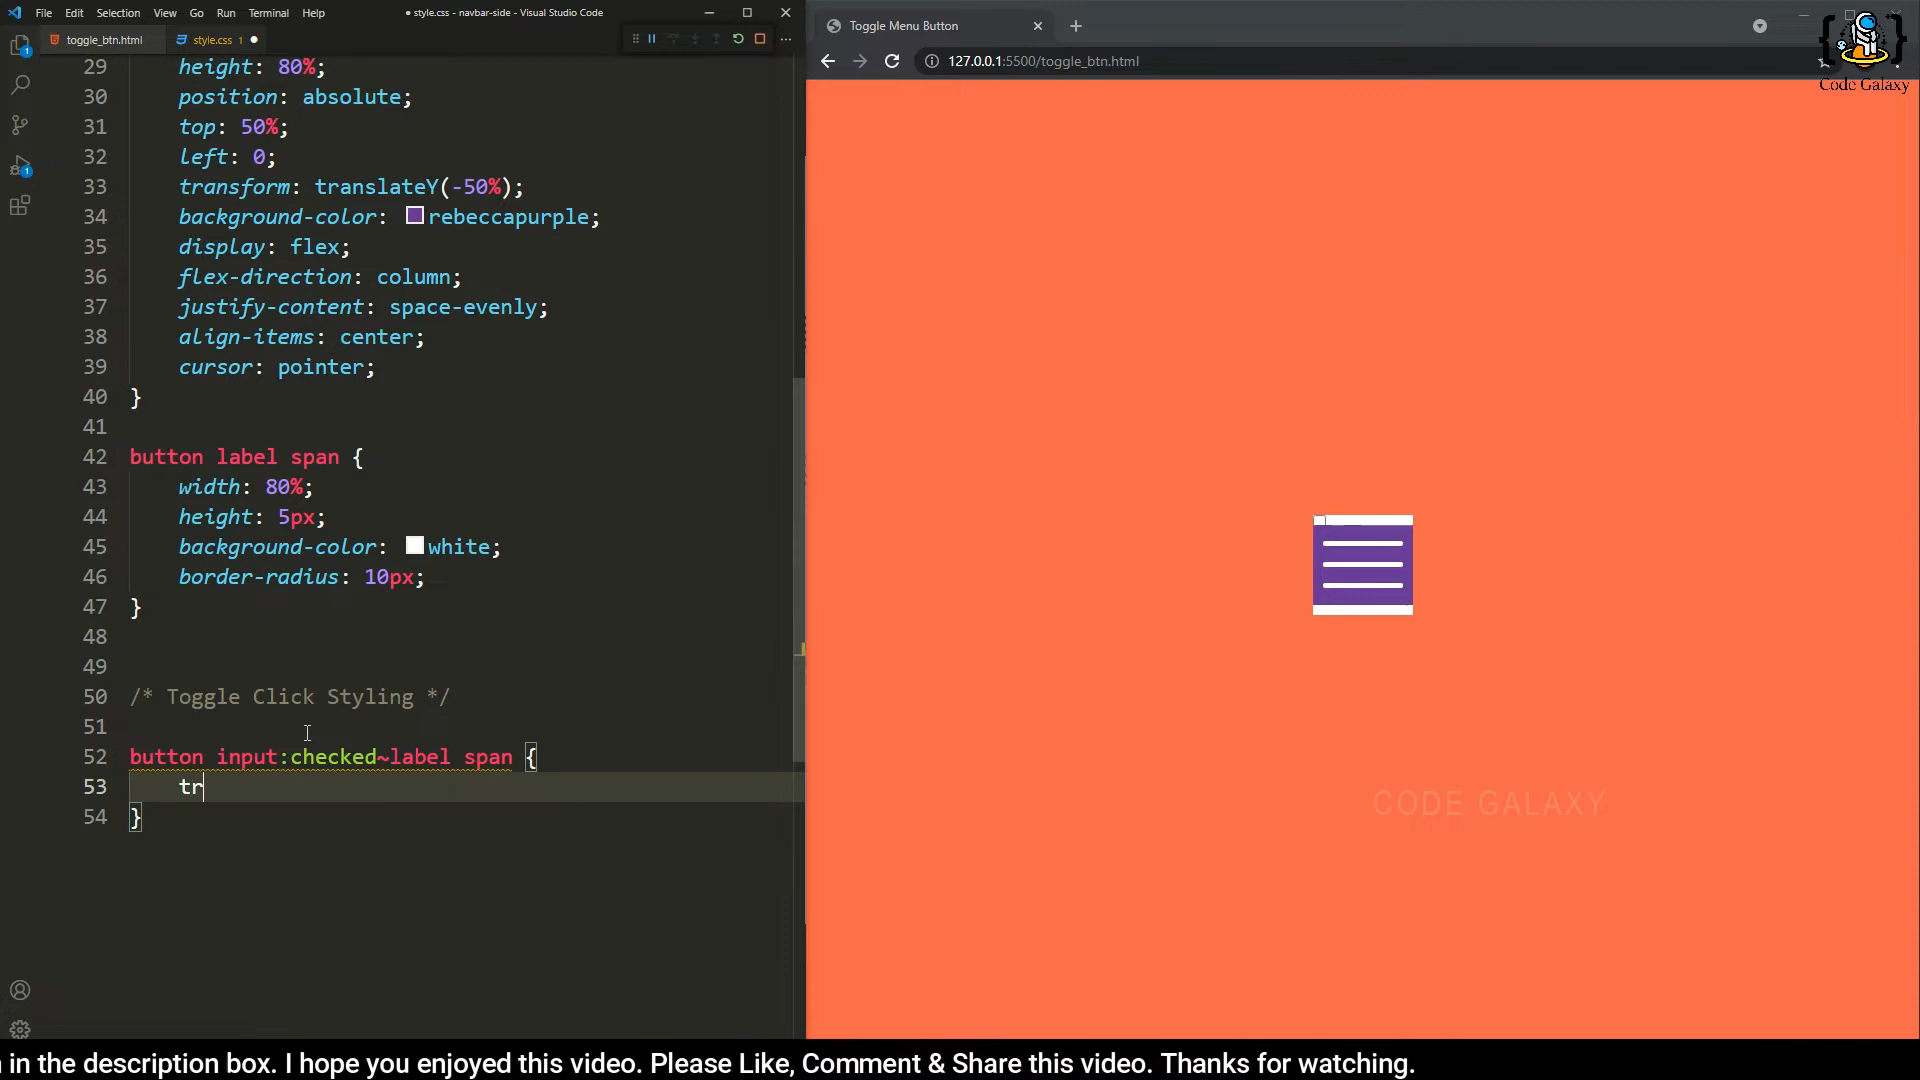 File Edit Selection View Go Run Terminal Help
● style.css - navbar-side - Visual Studio Code
toggle_btn.html
style.css 1 ●
Toggle Menu Button
127.0.0.1:5500/toggle_btn.html
Code Galaxy
29 height: 80%;
30 position: absolute;
31 top: 50%;
32 left: 0;
33 transform: translateY(-50%);
34 background-color: rebeccapurple;
35 display: flex;
36 flex-direction: column;
37 justify-content: space-evenly;
38 align-items: center;
39 cursor: pointer;
40 }
41
42 button label span {
43 width: 80%;
44 height: 5px;
45 background-color: white;
46 border-radius: 10px;
47 }
48
49
50 /* Toggle Click Styling */
51
52 button input:checked~label span {
53 tr
54 }
CODE GALAXY
in the description box. I hope you enjoyed this video. Please Like, Comment & Share this video. Thanks for watching.